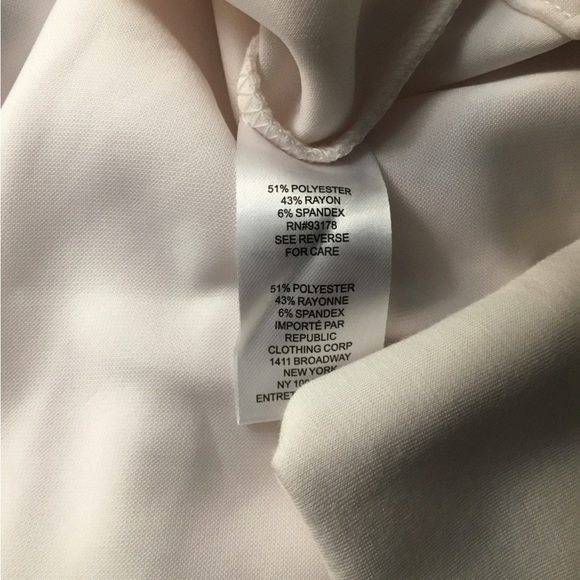 51% POLYESTER
43% RAYON
6% SPANDEX
RN#93178
SEE REVERSE
FOR CARE
51% POLYESTER
43% RAYONNE
6% SPANDEX
IMPORTÉ PAR
REPUBLIC
CLOTHING CORP
1411 BROADWAY
NEW YORK
NY